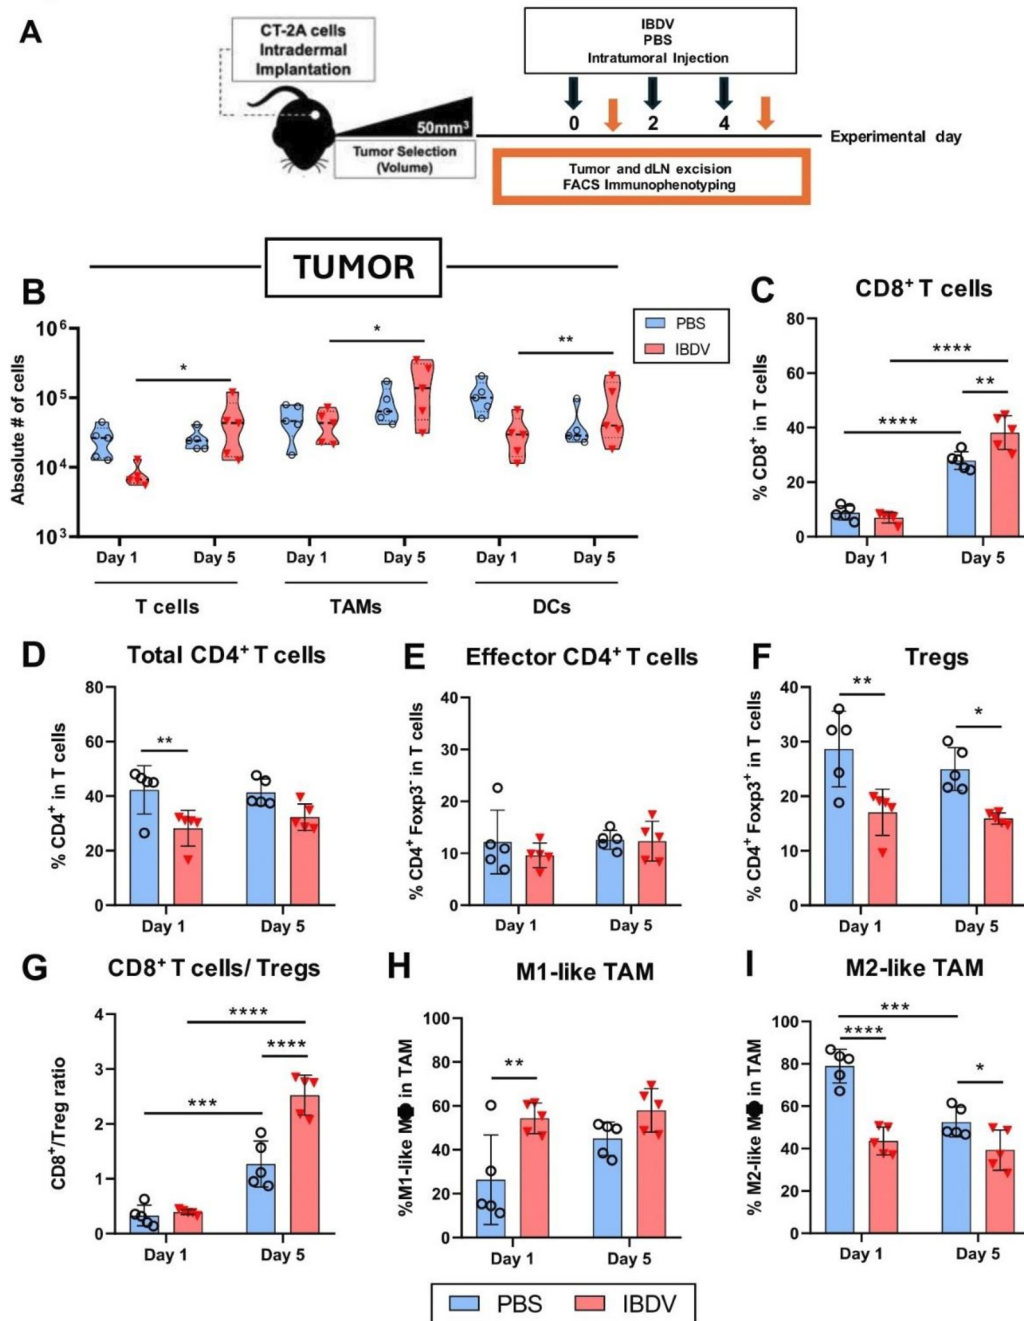 A
CT-2A cells
Intradermal
Implantation
50mm³
Tumor Selection
(Volume)
IBDV
PBS
Intratumoral Injection
0 2 4
Experimental day
Tumor and dLN excision
FACS Immunophenotyping
TUMOR
B
Absolute # of cells
10⁶
10⁵
10⁴
10³
* * **
PBS
IBDV
Day 1 Day 5 Day 1 Day 5 Day 1 Day 5
T cells TAMs DCs
C CD8⁺ T cells
% CD8⁺ in T cells
80
60
40
20
0
****
**
****
Day 1 Day 5
D Total CD4⁺ T cells
% CD4⁺ in T cells
80
60
40
20
0
**
Day 1 Day 5
E Effector CD4⁺ T cells
% CD4⁺ Foxp3⁻ in T cells
40
30
20
10
0
Day 1 Day 5
F Tregs
% CD4⁺ Foxp3⁺ in T cells
40
30
20
10
0
** *
Day 1 Day 5
G CD8⁺ T cells/ Tregs
CD8⁺/Treg ratio
4
3
2
1
0
****
****
***
Day 1 Day 5
H M1-like TAM
%M1-like M in TAM
100
80
60
40
20
0
**
Day 1 Day 5
I M2-like TAM
% M2-like M in TAM
100
80
60
40
20
0
***
****
*
Day 1 Day 5
PBS IBDV